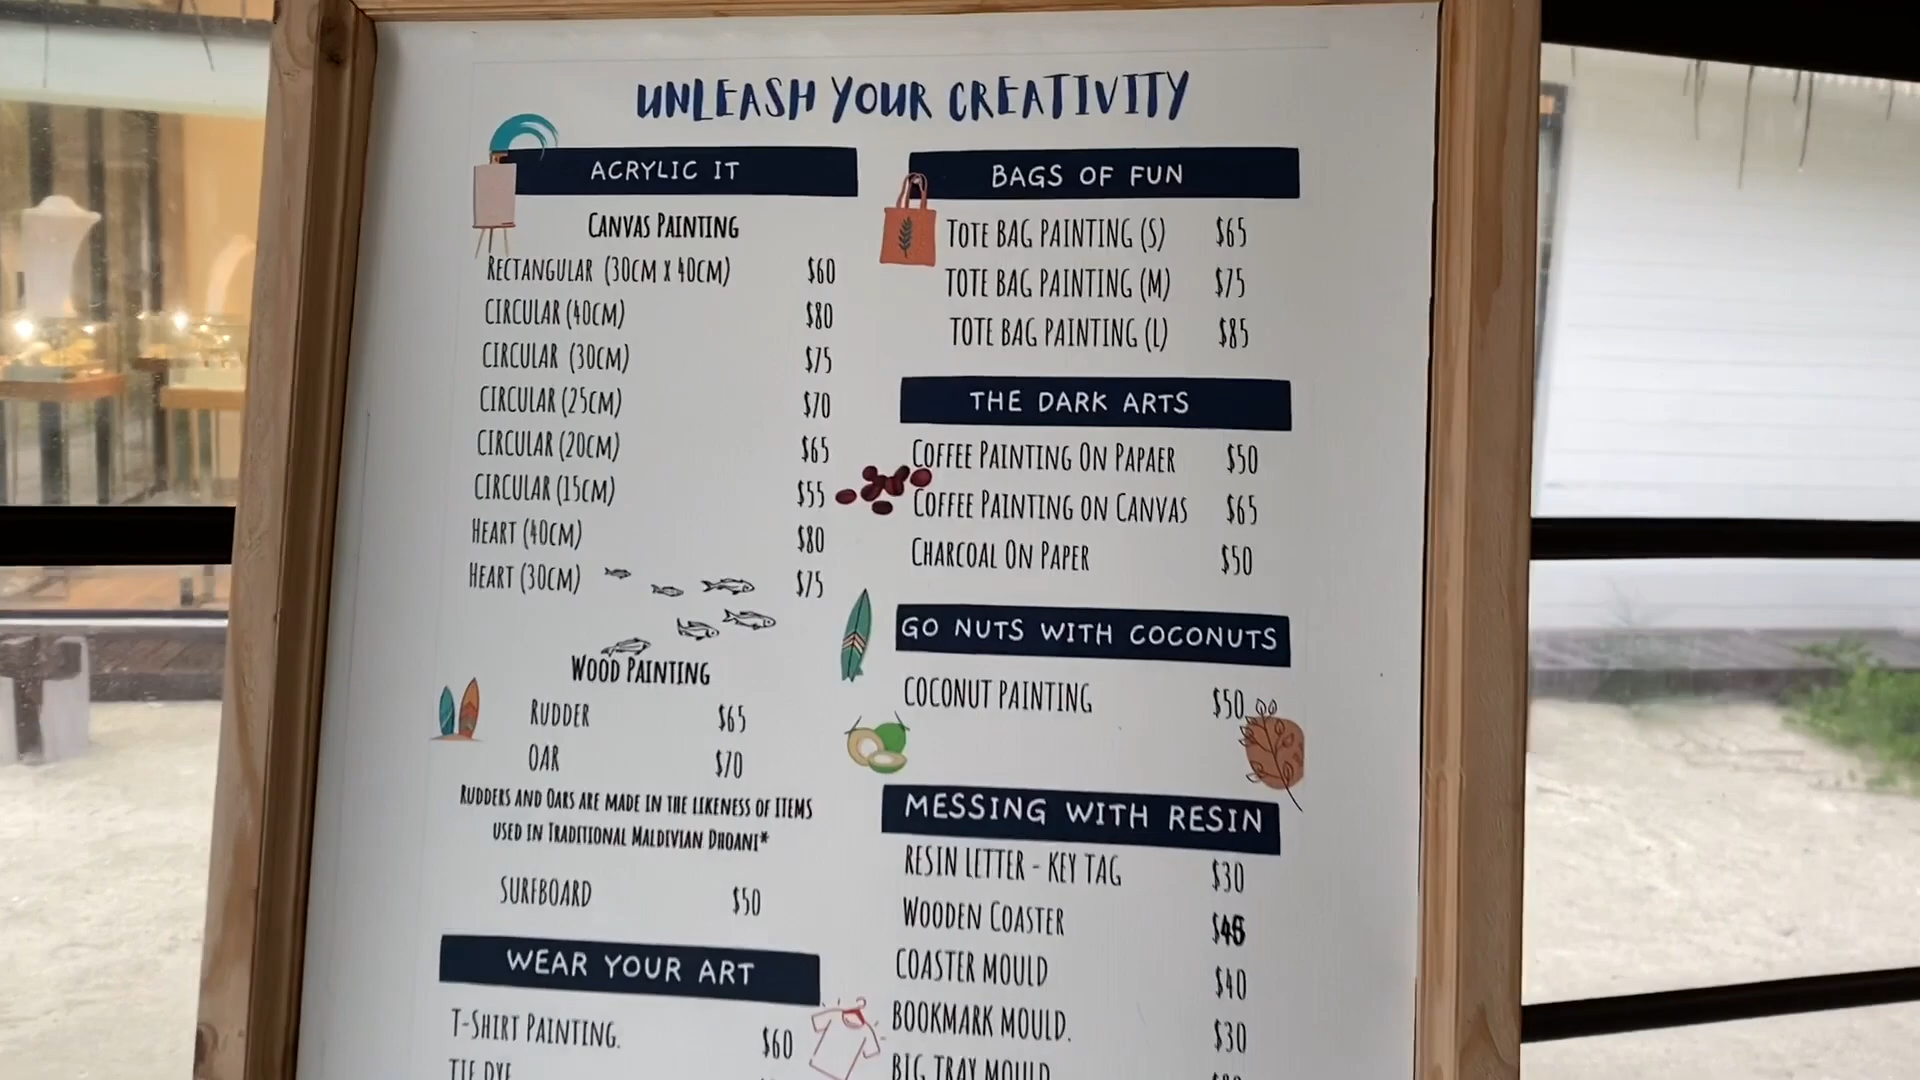 UNLEASH YOUR CREATIVITY
ACRYLIC IT
CANVAS PAINTING
RECTANGULAR (30CM X 40CM) $60
CIRCULAR (40CM) $80
CIRCULAR (30CM) $75
CIRCULAR (25CM) $70
CIRCULAR (20CM) $65
CIRCULAR (15CM) $55
HEART (40CM) $80
HEART (30CM) $75
WOOD PAINTING
RUDDER $65
OAR $70
RUDDERS AND OARS ARE MADE IN THE LIKENESS OF ITEMS
USED IN TRADITIONAL MALDIVIAN DHOANI*
SURFBOARD $50
WEAR YOUR ART
T-SHIRT PAINTING. $60
TIE DYE
BAGS OF FUN
TOTE BAG PAINTING (S) $65
TOTE BAG PAINTING (M) $75
TOTE BAG PAINTING (L) $85
THE DARK ARTS
COFFEE PAINTING ON PAPAER $50
COFFEE PAINTING ON CANVAS $65
CHARCOAL ON PAPER $50
GO NUTS WITH COCONUTS
COCONUT PAINTING $50
MESSING WITH RESIN
RESIN LETTER - KEY TAG $30
WOODEN COASTER
COASTER MOULD $40
BOOKMARK MOULD. $30
BIG TRAY MOULD